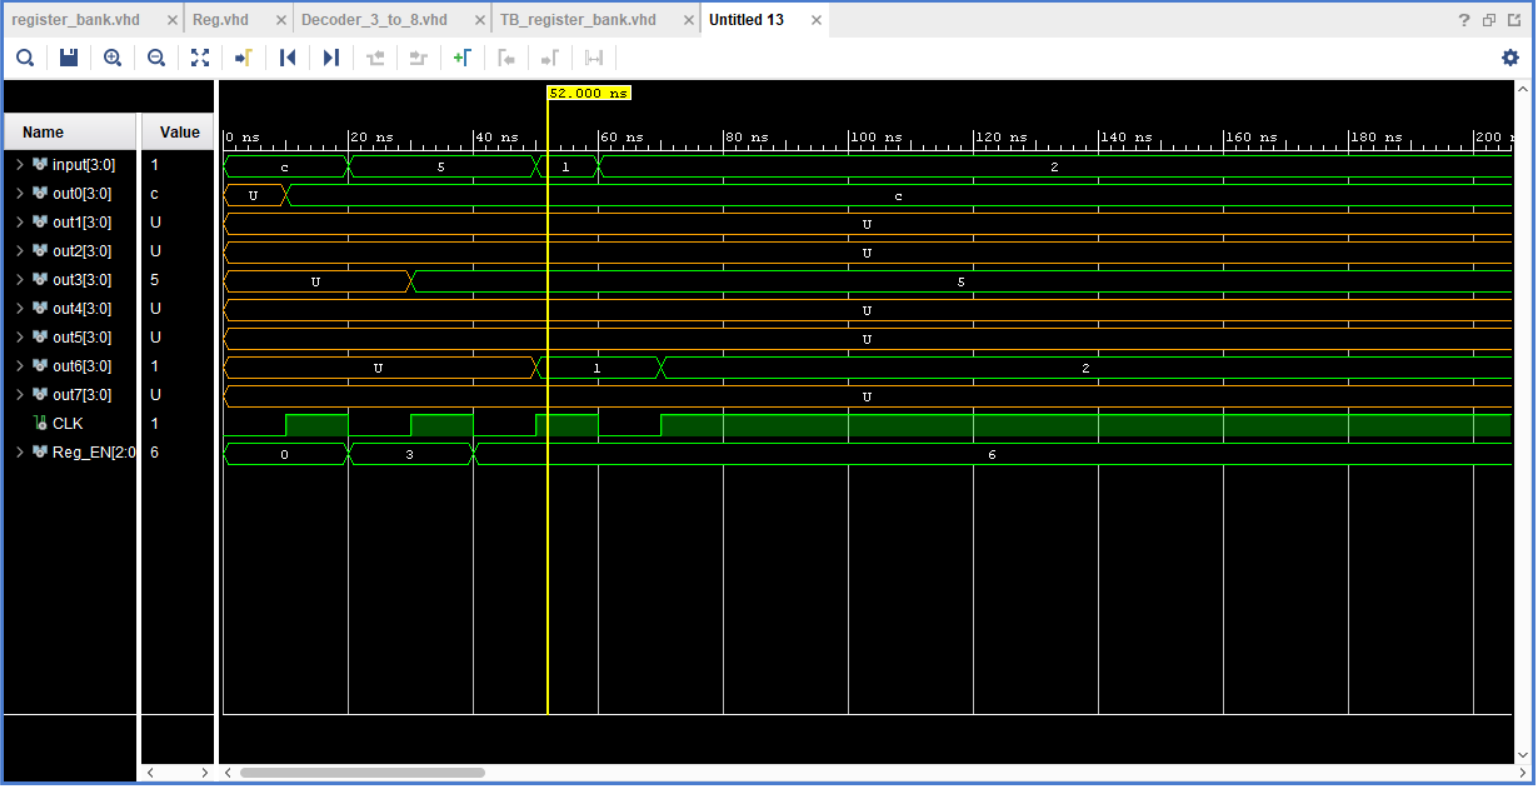 register_bank.vhd Reg.vhd Decoder_3_to_8.vhd TB_register_bank.vhd Untitled 13 ?
52.000 ns
Name Value 0 ns 20 ns 40 ns 60 ns 80 ns 100 ns 120 ns 140 ns 160 ns 180 ns 200
input[3:0] 1 c 5 1 2
out0[3:0] c U c
out1[3:0] U U
out2[3:0] U U
out3[3:0] 5 U 5
out4[3:0] U U
out5[3:0] U U
out6[3:0] 1 U 1 2
out7[3:0] U U
CLK 1
Reg_EN[2:0 6 0 3 6